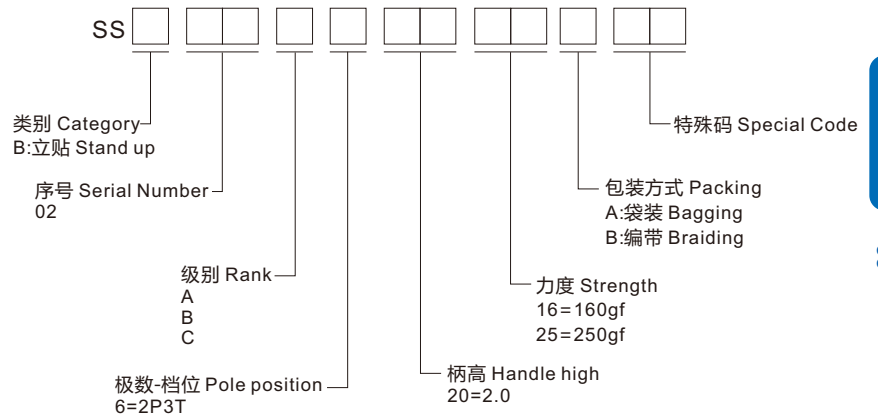 SS
类别 Category
B:立贴 Stand up
特殊码 Special Code
序号 Serial Number
02
包装方式 Packing
A:袋装 Bagging
B:编带 Braiding
级别 Rank
A
B
C
力度 Strength
16=160gf
25=250gf
极数-档位 Pole position
6=2P3T
柄高 Handle high
20=2.0